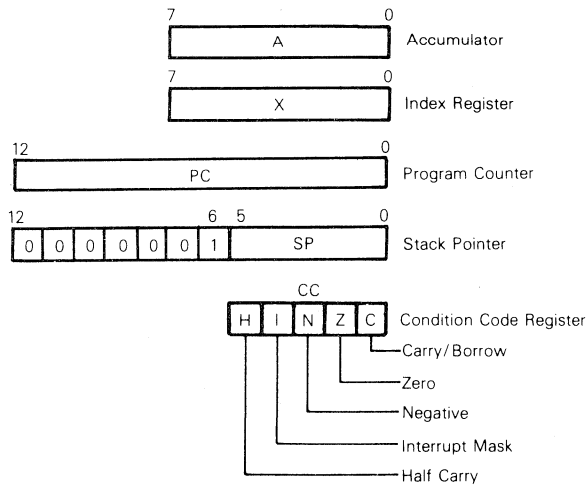 7 0
A Accumulator
7 0
X Index Register
12 0
PC Program Counter
12 6 5 0
0 0 0 0 0 0 1 SP Stack Pointer
CC
H I N Z C Condition Code Register
Carry/Borrow
Zero
Negative
Interrupt Mask
Half Carry